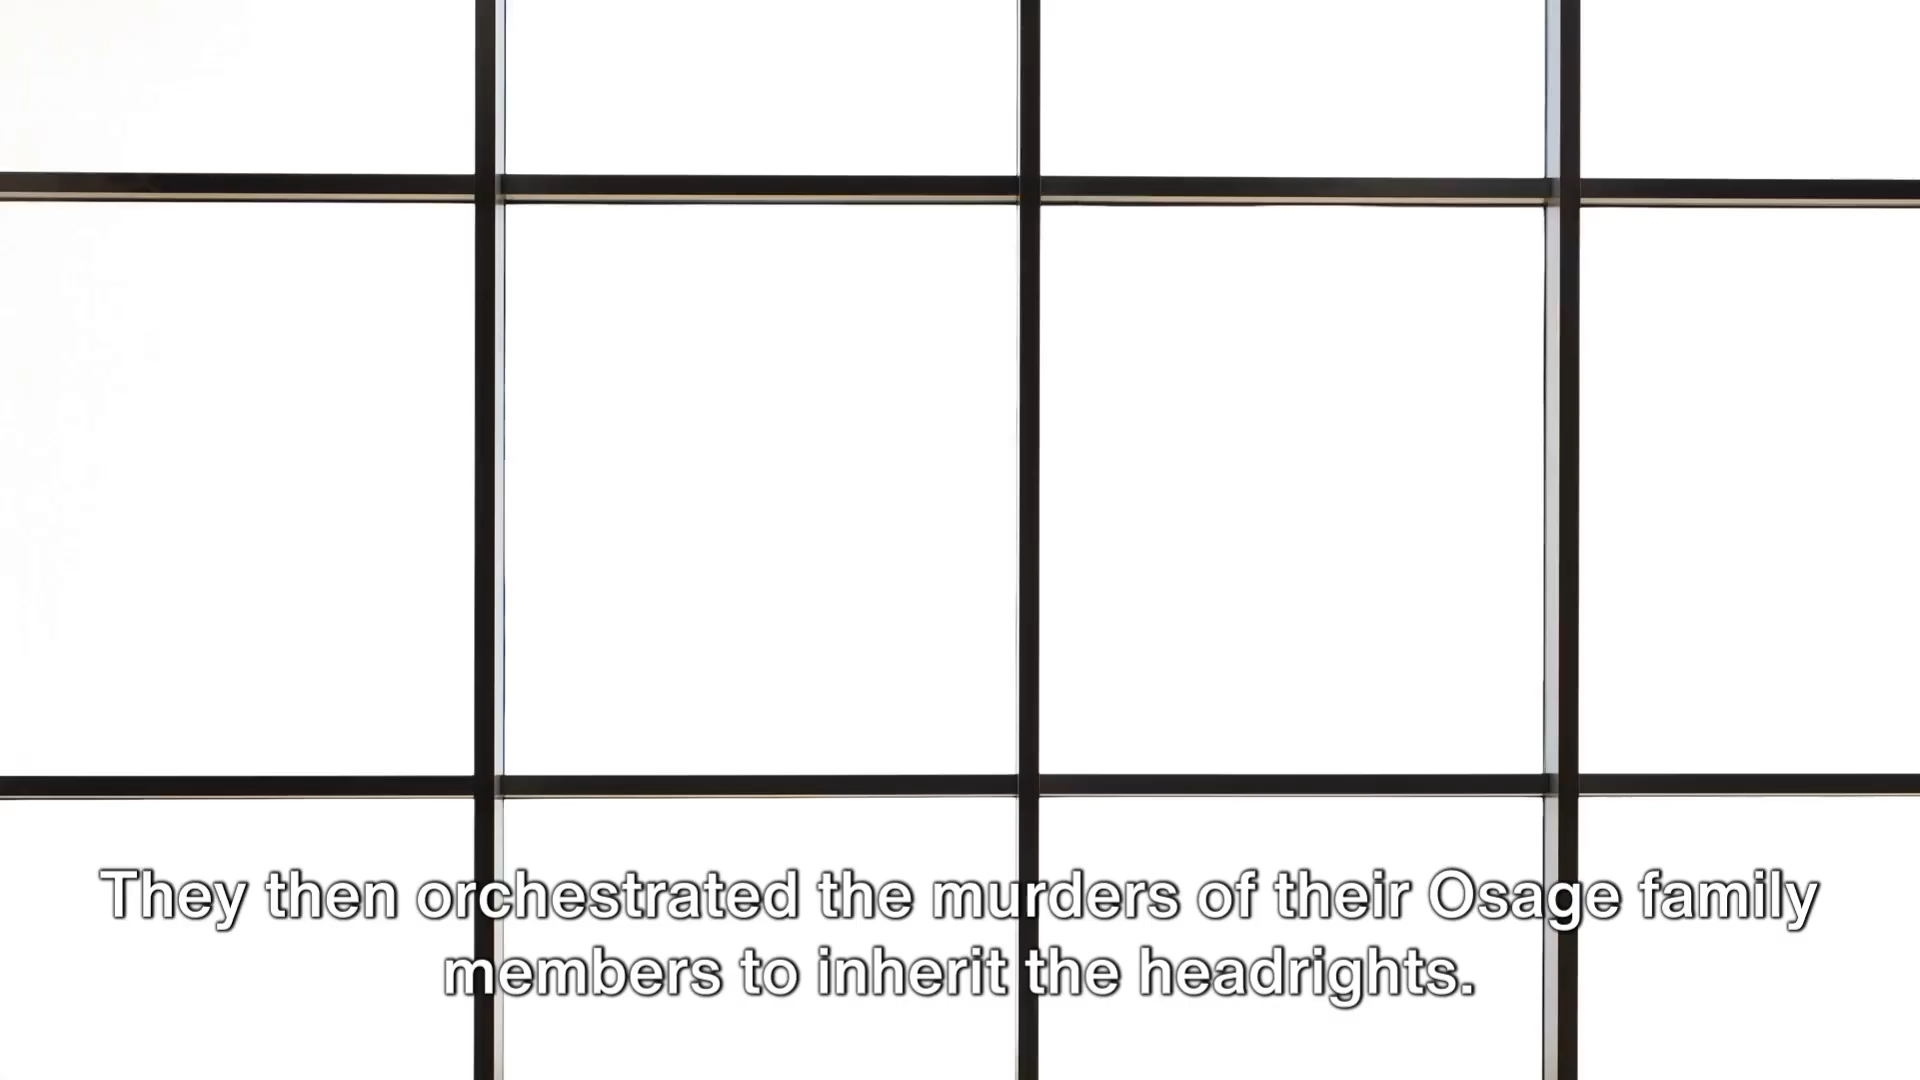 They then orchestrated the murders of their Osage family
members to inherit the headrights.